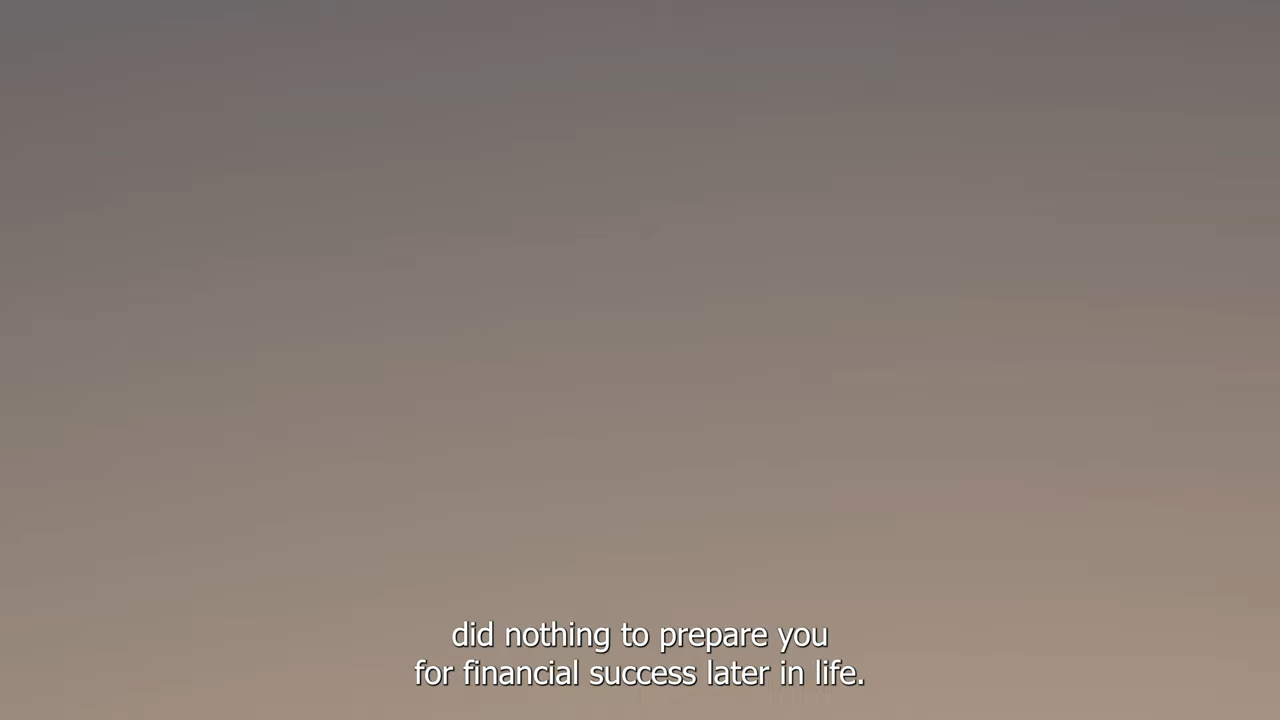 did nothing to prepare you
for financial success later in life.